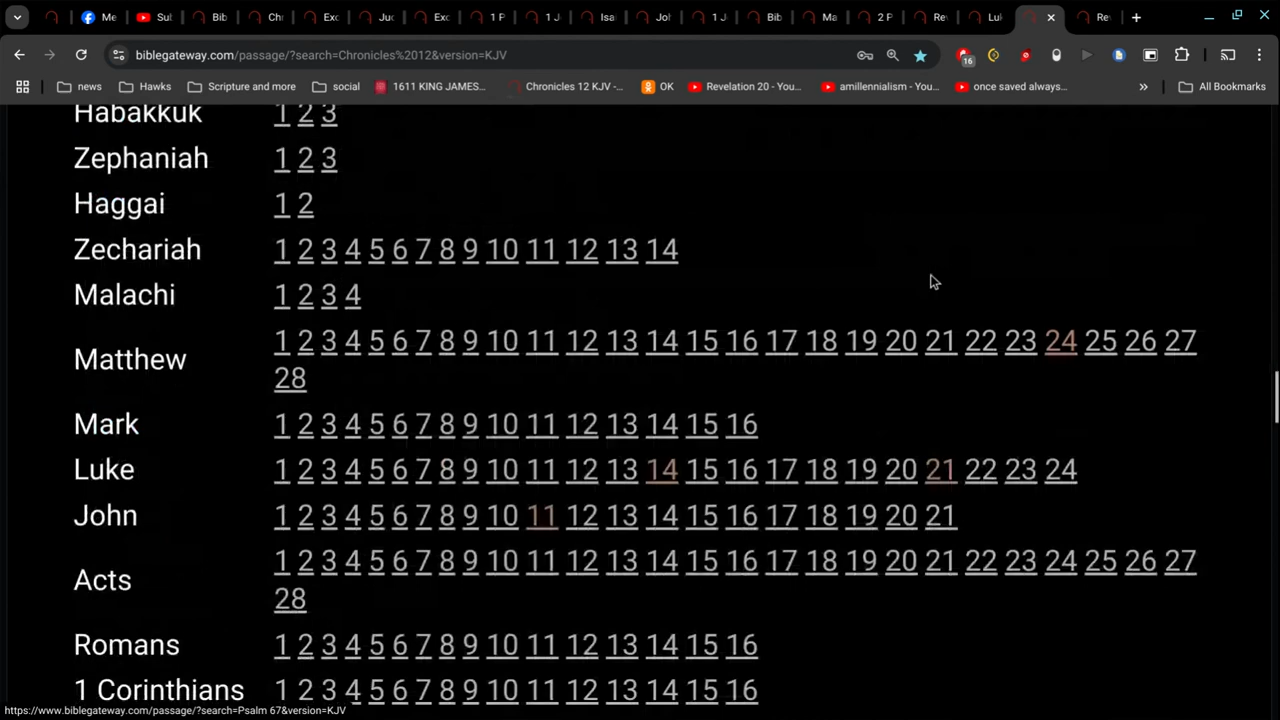 Me
Sul
Bib
Ch
Exc
Juc
Exc
1 P
1 J
Isa
Joh
1 J
Bib
Ma
2 P
Re
Luk
Re
biblegateway.com/passage/?search=Chronicles%2012&version=KJV
16
news
Hawks
Scripture and more
social
1611 KING JAMES...
Chronicles 12 KJV -...
OK
Revelation 20 - You...
amillennialism - You...
once saved always...
All Bookmarks
Habakkuk 1 2 3
Zephaniah 1 2 3
Haggai 1 2
Zechariah 1 2 3 4 5 6 7 8 9 10 11 12 13 14
Malachi 1 2 3 4
Matthew 1 2 3 4 5 6 7 8 9 10 11 12 13 14 15 16 17 18 19 20 21 22 23 24 25 26 27
28
Mark 1 2 3 4 5 6 7 8 9 10 11 12 13 14 15 16
Luke 1 2 3 4 5 6 7 8 9 10 11 12 13 14 15 16 17 18 19 20 21 22 23 24
John 1 2 3 4 5 6 7 8 9 10 11 12 13 14 15 16 17 18 19 20 21
Acts 1 2 3 4 5 6 7 8 9 10 11 12 13 14 15 16 17 18 19 20 21 22 23 24 25 26 27
28
Romans 1 2 3 4 5 6 7 8 9 10 11 12 13 14 15 16
1 Corinthians 1 2 3 4 5 6 7 8 9 10 11 12 13 14 15 16
https://www.biblegateway.com/passage/?search=Psalm 67&version=KJV